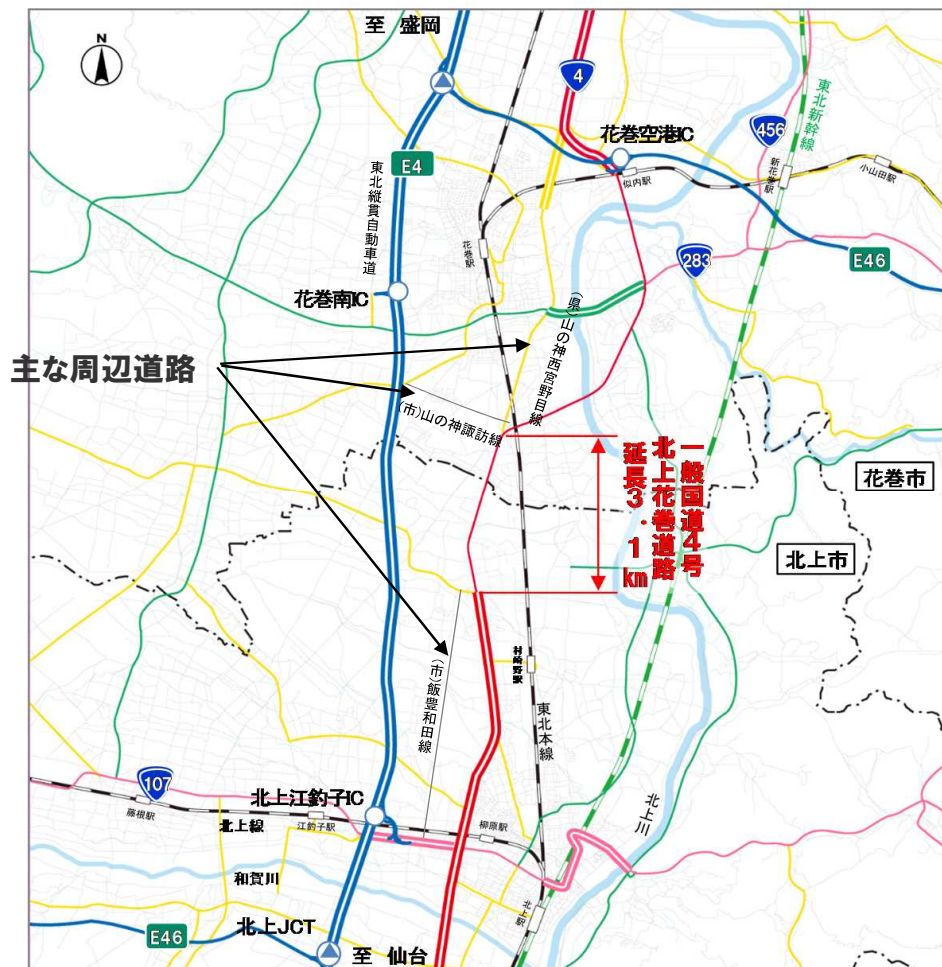 至 盛岡
N
4
東北新幹線
456
花巻空港IC
E4
似内駅
新花巻駅
小山田駅
東北縦貫自動車道
花巻駅
283
E46
花巻南IC
(県)山の神西宮野目線
主な周辺道路
(市)山の神諏訪線
一般国道4号
北上花巻道路
延長3.1km
花巻市
北上市
村崎野駅
(市)飯豊和田線
東北本線
107
北上江釣子IC
藤根駅
北上線
江釣子駅
柳原駅
北上川
和賀川
北上駅
E46
北上JCT
至 仙台